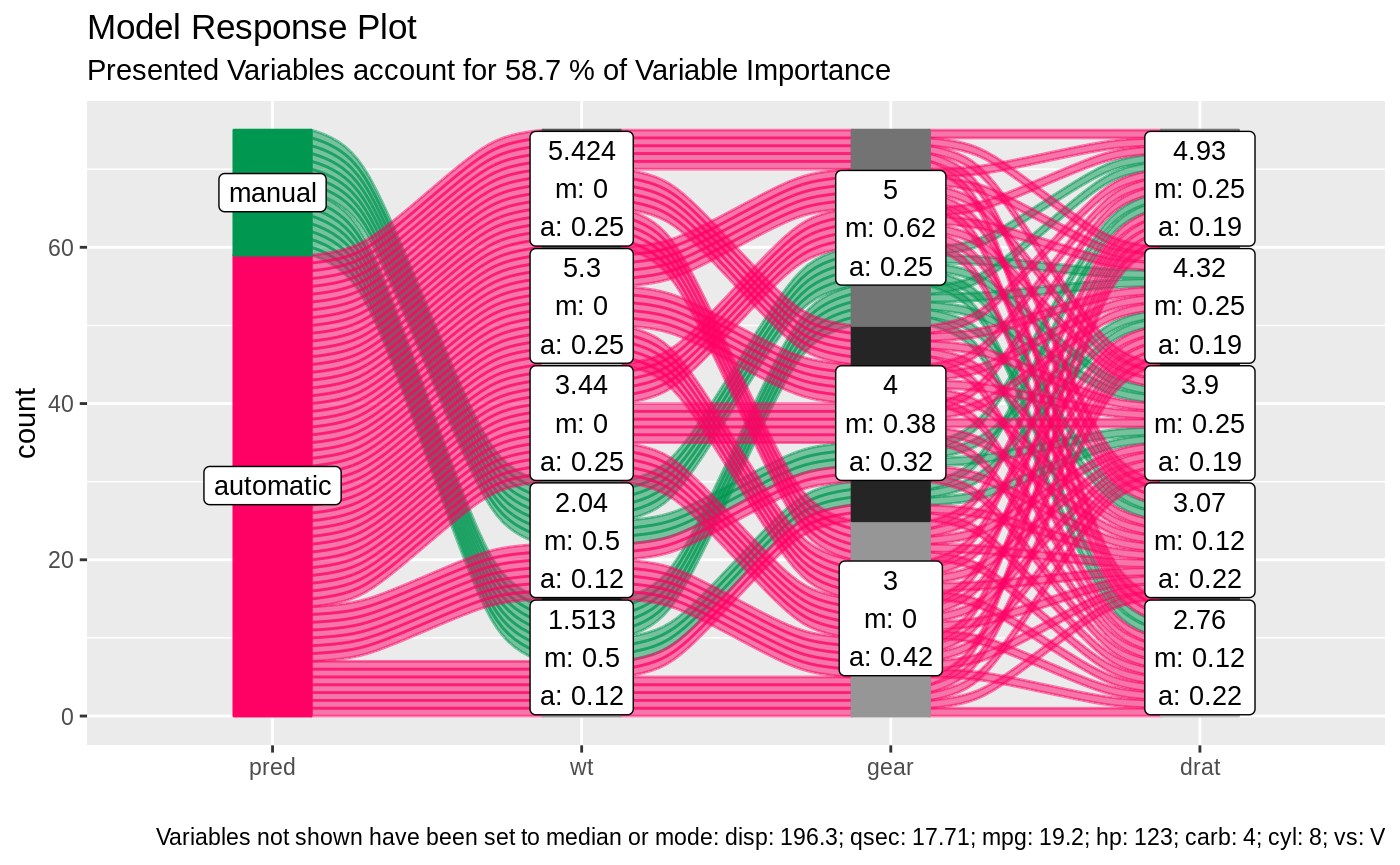 Model Response Plot
Presented Variables account for 58.7 % of Variable Importance
count
60
40
20
0
manual
automatic
5.424
m: 0
a: 0.25
5.3
m: 0
a: 0.25
3.44
m: 0
a: 0.25
2.04
m: 0.5
a: 0.12
1.513
m: 0.5
a: 0.12
5
m: 0.62
a: 0.25
4
m: 0.38
a: 0.32
3
m: 0
a: 0.42
4.93
m: 0.25
a: 0.19
4.32
m: 0.25
a: 0.19
3.9
m: 0.25
a: 0.19
3.07
m: 0.12
a: 0.22
2.76
m: 0.12
a: 0.22
pred
wt
gear
drat
Variables not shown have been set to median or mode: disp: 196.3; qsec: 17.71; mpg: 19.2; hp: 123; carb: 4; cyl: 8; vs: V